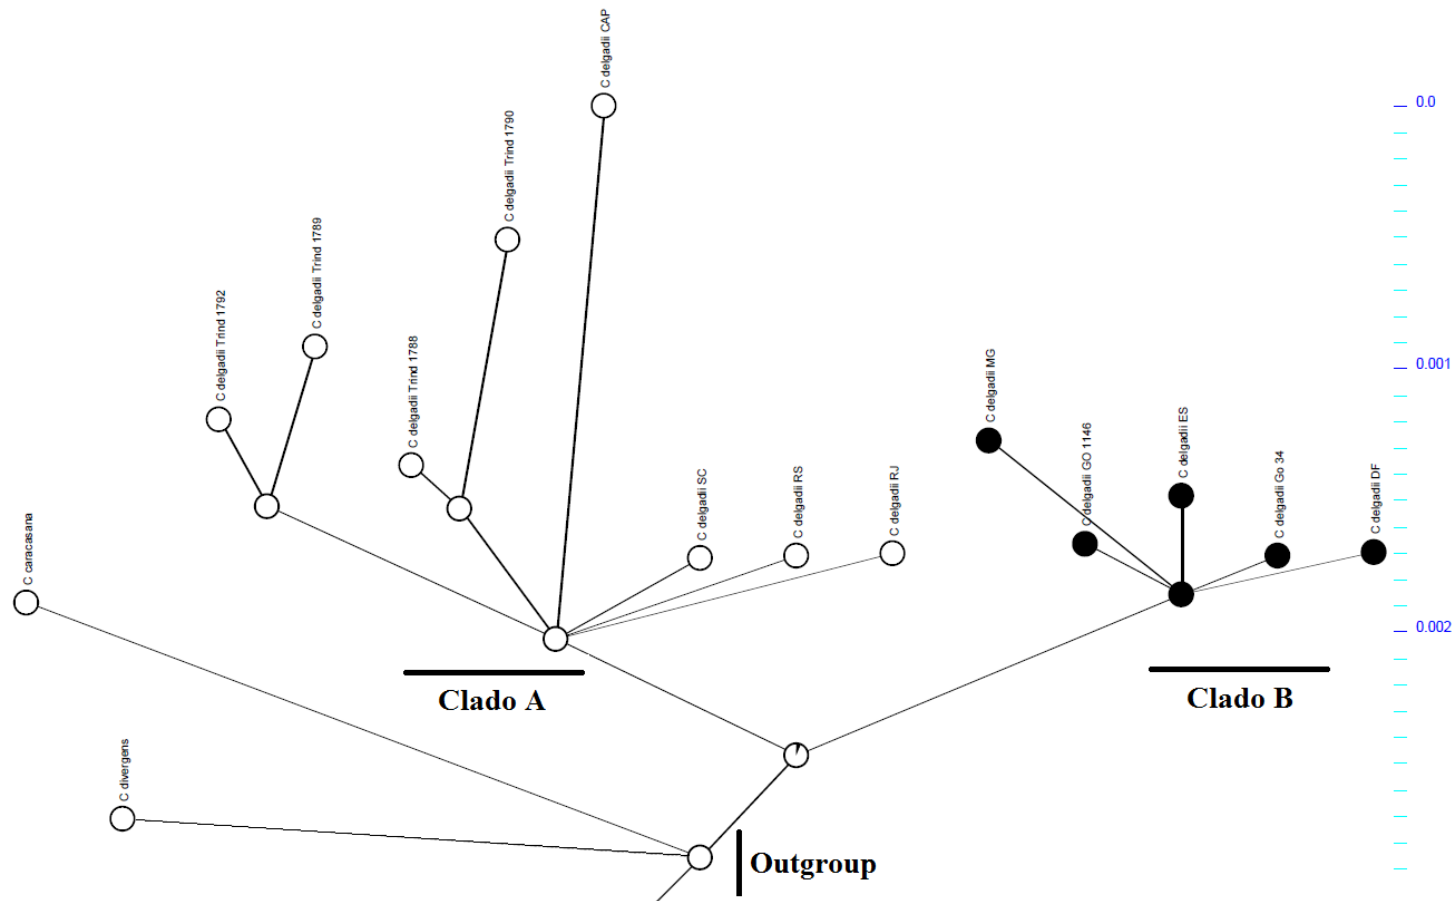 C caracasana
C divergens
C delgadii Trind 1792
C delgadii Trind 1789
C delgadii Trind 1788
C delgadii Trind 1790
C delgadii CAP
C delgadii SC
C delgadii RS
C delgadii RJ
C delgadii MG
C delgadii GO 1146
C delgadii ES
C delgadii Go 34
C delgadii DF
0.0
0.001
0.002
Clado A
Clado B
Outgroup